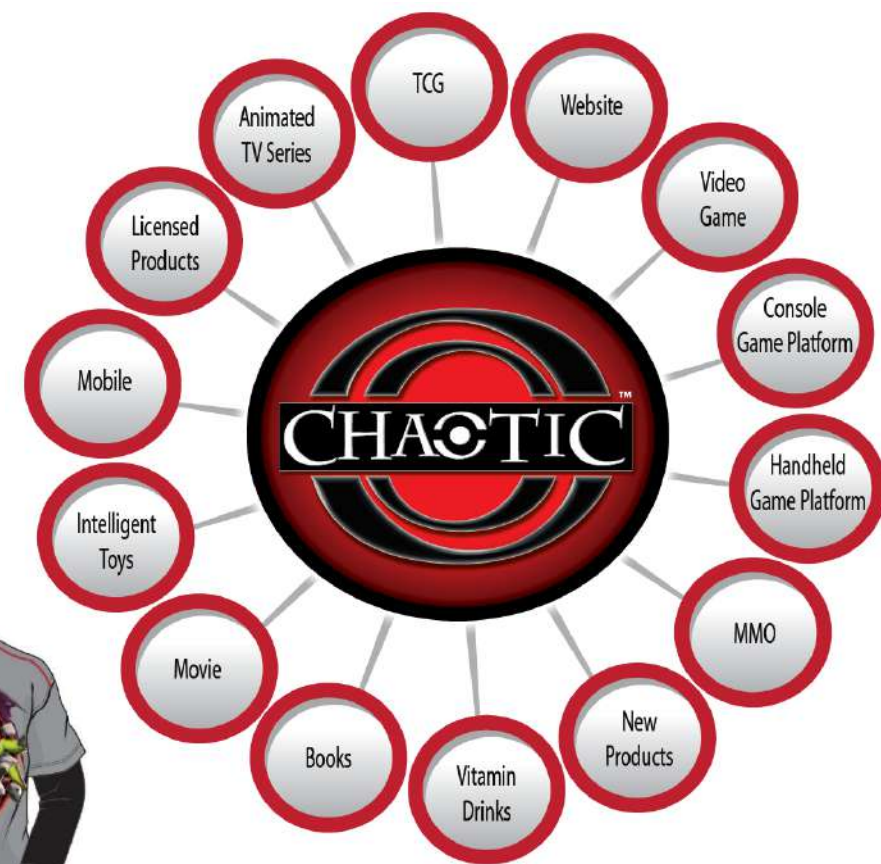 TCG
Website
Video
Game
Console
Game Platform
Handheld
Game Platform
MMO
New
Products
Vitamin
Drinks
Books
Movie
Intelligent
Toys
Mobile
Licensed
Products
Animated
TV Series
CHAOTIC
™